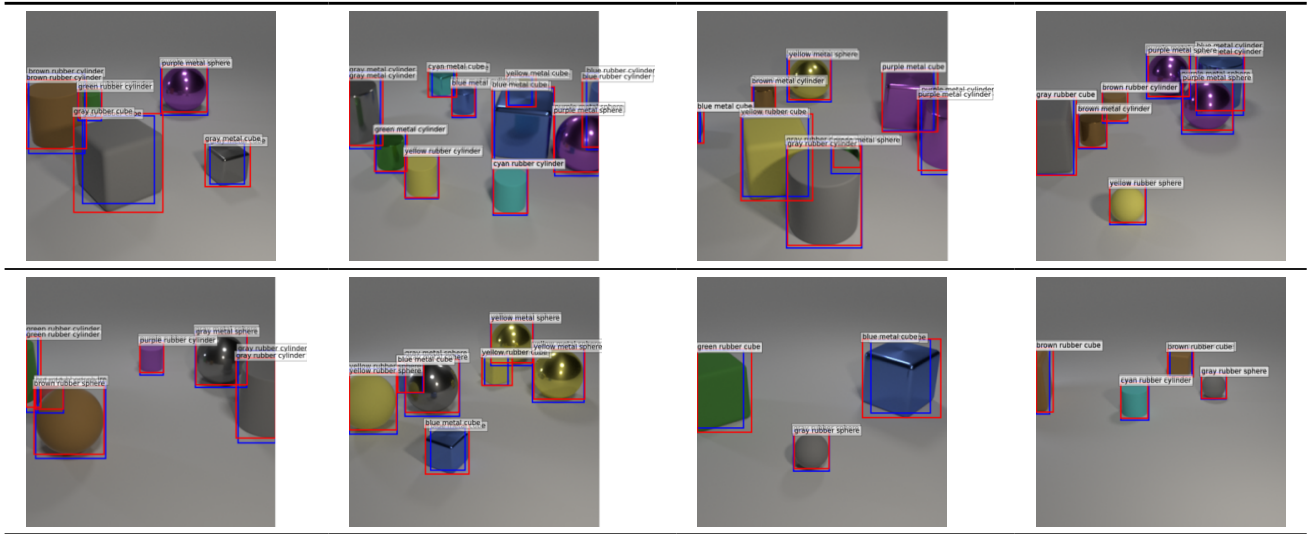 purple metal sphere
brown rubber cylinder
brown rubber cylinder
green rubber cylinder
gray rubber cube
gray metal cube
gray metal cylinder
gray metal cylinder
cyan metal cube
blue metal
yellow metal cube
blue metal cube
blue rubber cylinder
blue rubber cylinder
purple metal sphere
green metal cylinder
yellow rubber cylinder
cyan rubber cylinder
yellow metal sphere
brown metal cylinder
purple metal cube
purple metal cylinder
purple metal cylinder
blue metal cube
yellow rubber cube
gray rubber cylinder
metal sphere
purple metal sphere
blue metal cylinder
purple metal sphere
purple metal sphere
brown rubber cylinder
gray rubber cube
brown metal cylinder
yellow rubber sphere
green rubber cylinder
green rubber cylinder
purple rubber cylinder
gray metal sphere
gray rubber cylinder
gray rubber cylinder
brown rubber sphere
yellow metal sphere
yellow metal sphere
gray metal sphere
yellow rubber cube
blue metal cube
yellow rubber sphere
yellow rubber sphere
blue metal cube
green rubber cube
blue metal cube
gray rubber sphere
brown rubber cube
brown rubber cube
gray rubber sphere
cyan rubber cylinder